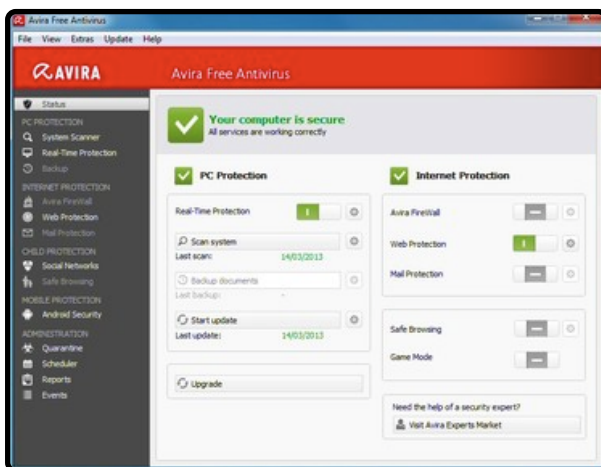 Avira Free Antivirus
File View Extras Update Help
AVIRA Avira Free Antivirus
Status
PC PROTECTION
System Scanner
Real-Time Protection
Backup
INTERNET PROTECTION
Avira FireWall
Web Protection
Mail Protection
CHILD PROTECTION
Social Networks
Safe Browsing
MOBILE PROTECTION
Android Security
ADMINISTRATION
Quarantine
Scheduler
Reports
Events
Your computer is secure
All services are working correctly
PC Protection
Real-Time Protection
Scan system
Last scan: 14/03/2013
Backup documents
Last backup: -
Start update
Last update: 14/03/2013
Upgrade
Internet Protection
Avira FireWall
Web Protection
Mail Protection
Safe Browsing
Game Mode
Need the help of a security expert?
Visit Avira Experts Market